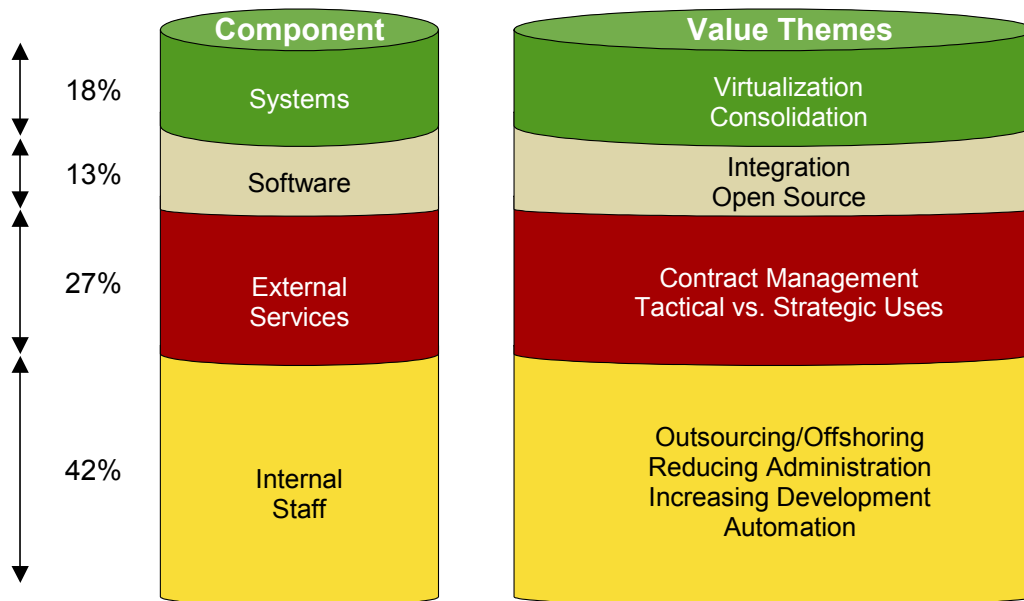 Component
Value Themes
18%
Systems
Virtualization
Consolidation
13%
Software
Integration
Open Source
27%
External
Services
Contract Management
Tactical vs. Strategic Uses
42%
Internal
Staff
Outsourcing/Offshoring
Reducing Administration
Increasing Development
Automation